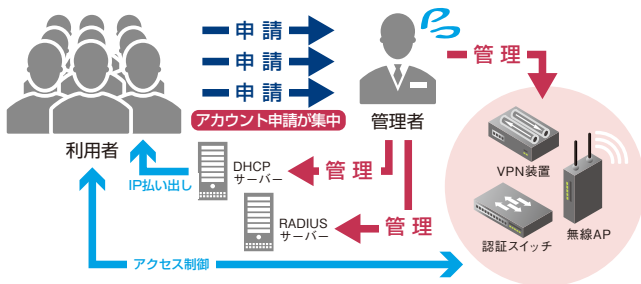 申請
申請
申請
アカウント申請が集中
利用者
管理者
管理
VPN装置
無線AP
認証スイッチ
DHCP
サーバー
管理
IP払い出し
RADIUS
サーバー
管理
アクセス制御